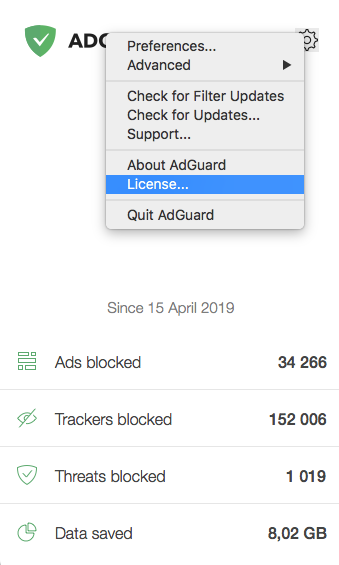 Preferences...
Advanced
Check for Filter Updates
Check for Updates...
Support...
About AdGuard
License...
Quit AdGuard
Since 15 April 2019
Ads blocked 34 266
Trackers blocked 152 006
Threats blocked 1 019
Data saved 8,02 GB